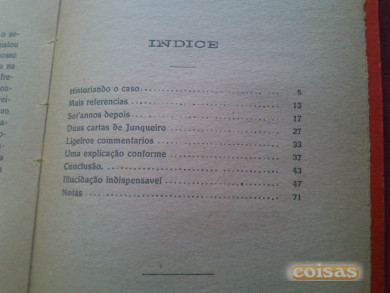 INDICE
Historiando o caso 5
Mais referencias 13
Set'annos depois 17
Duas cartas de Junqueiro 27
Ligeiros commentarios 33
Uma explicação conforme 37
Conclusão. 43
Illucidação indispensavel 47
Notas 71
coisas